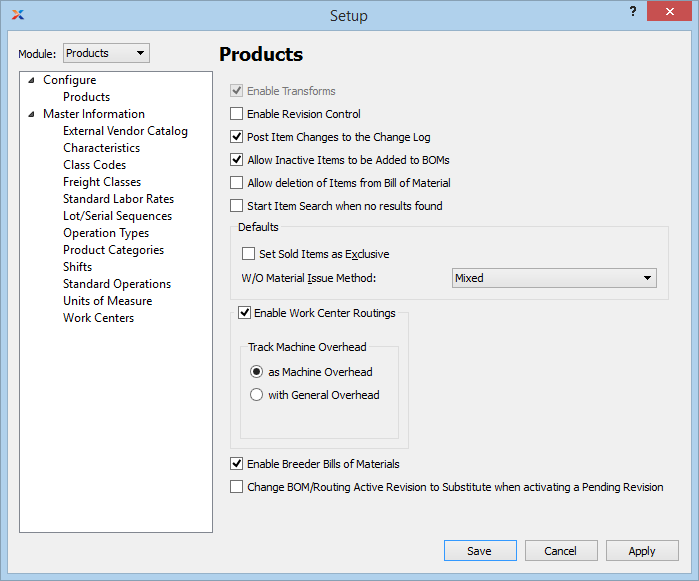 Setup
?
Module: Products
Products
Configure
Products
Master Information
External Vendor Catalog
Characteristics
Class Codes
Freight Classes
Standard Labor Rates
Lot/Serial Sequences
Operation Types
Product Categories
Shifts
Standard Operations
Units of Measure
Work Centers
Enable Transforms
Enable Revision Control
Post Item Changes to the Change Log
Allow Inactive Items to be Added to BOMs
Allow deletion of Items from Bill of Material
Start Item Search when no results found
Defaults
Set Sold Items as Exclusive
W/O Material Issue Method: Mixed
Enable Work Center Routings
Track Machine Overhead
as Machine Overhead
with General Overhead
Enable Breeder Bills of Materials
Change BOM/Routing Active Revision to Substitute when activating a Pending Revision
Save Cancel Apply